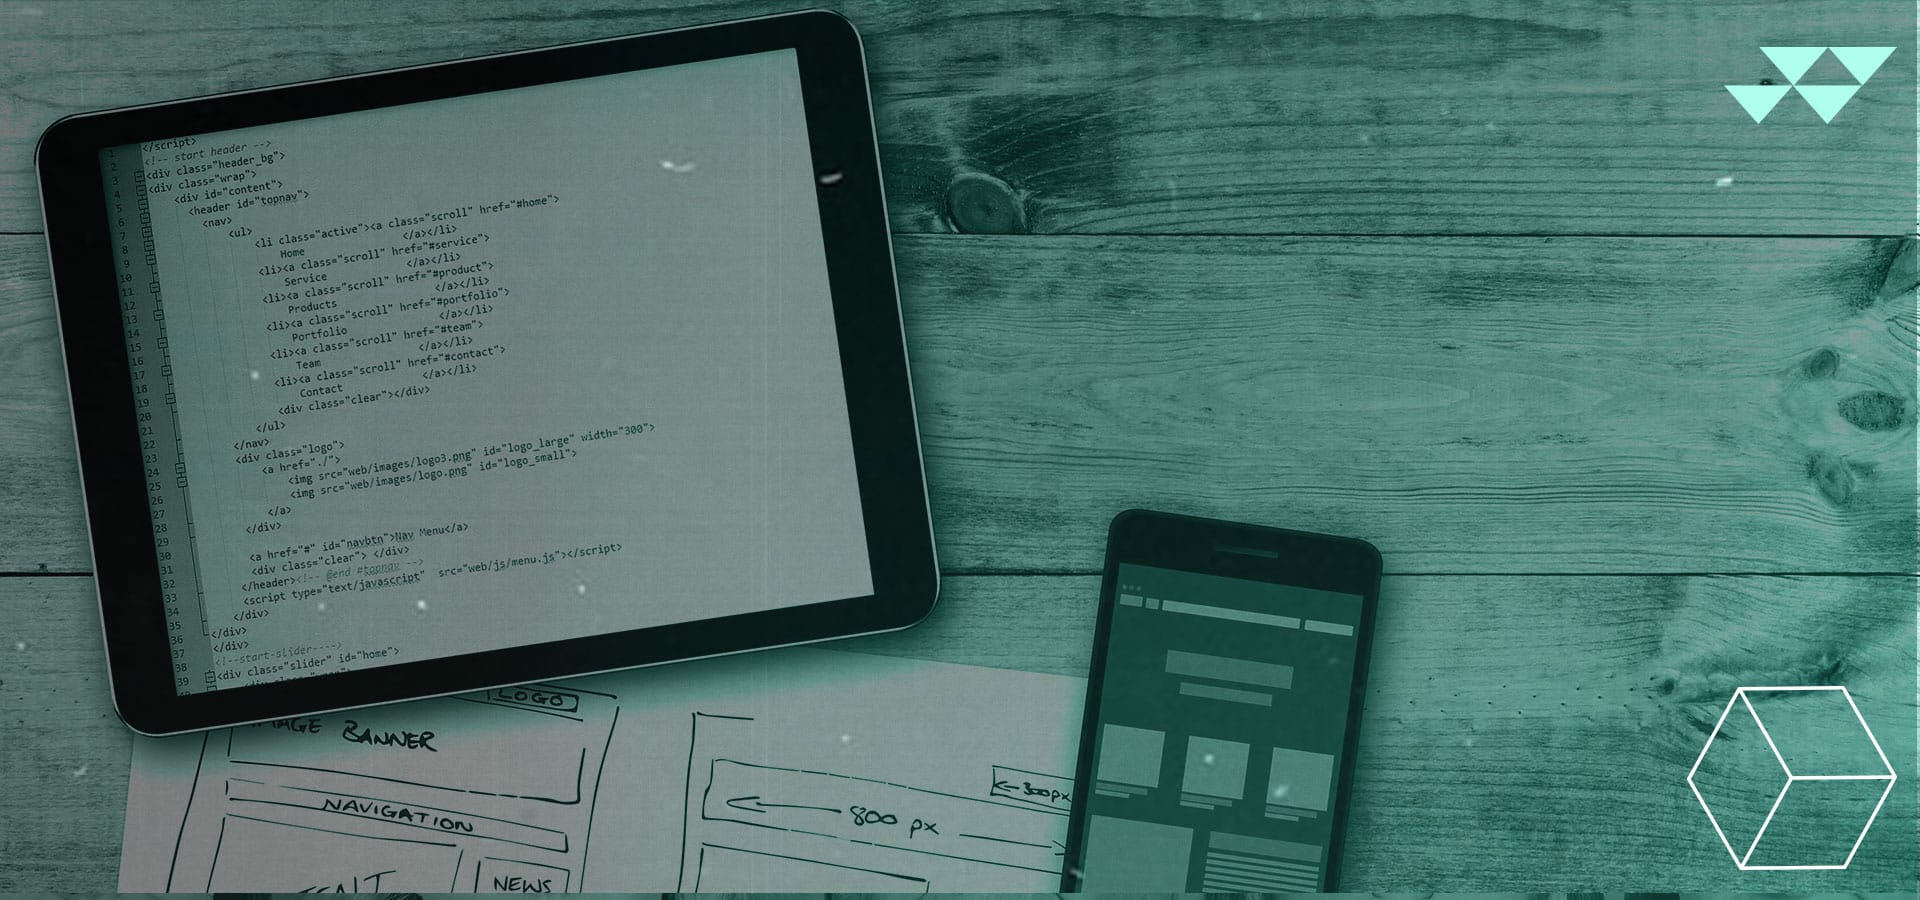 1 </script>
2 <!-- start header -->
3 <div class="header_bg">
4 <div class="wrap">
5 <div id="content">
6 <header id="topnav">
7 <nav>
8 <ul>
9 <li class="active"><a class="scroll" href="#home">
10 Home </a></li>
11 <li><a class="scroll" href="#service">
12 Service </a></li>
13 <li><a class="scroll" href="#product">
14 Products </a></li>
15 <li><a class="scroll" href="#portfolio">
16 Portfolio </a></li>
17 <li><a class="scroll" href="#team">
18 Team </a></li>
19 <li><a class="scroll" href="#contact">
20 Contact </a></li>
21 <div class="clear"></div>
22 </ul>
23 </nav>
24 <div class="logo">
25 <a href="./">
26 <img src="web/images/logo3.png" id="logo_large" width="300">
27 <img src="web/images/logo.png" id="logo_small">
28 </a>
29 </div>
30 <a href="#" id="navbtn">Nav Menu</a>
31 <div class="clear"> </div>
32 </header><!-- @end #topnav -->
33 <script type="text/javascript" src="web/js/menu.js"></script>
34 </div>
35 </div>
36 </div>
37 <!--start-slider---->
38 <div class="slider" id="home">
39
LOGO
BANNER
NAVIGATION
NEWS
300px
800 px